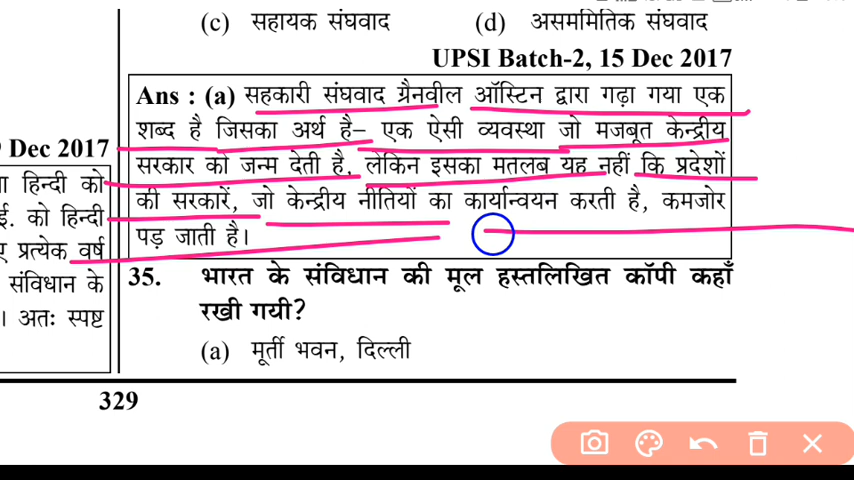 (c) सहायक संघवाद (d) असममितिक संघवाद
UPSI Batch-2, 15 Dec 2017
Ans : (a) सहकारी संघवाद ग्रैनवील ऑस्टिन द्वारा गढ़ा गया एक
शब्द है जिसका अर्थ है– एक ऐसी व्यवस्था जो मजबूत केन्द्रीय
सरकार को जन्म देती है, लेकिन इसका मतलब यह नहीं कि प्रदेशों
की सरकारें, जो केन्द्रीय नीतियों का कार्यान्वयन करती है, कमजोर
पड़ जाती है।
35. भारत के संविधान की मूल हस्तलिखित कॉपी कहाँ
रखी गयी?
(a) मूर्ती भवन, दिल्ली
Dec 2017
हिन्दी को
ई. को हिन्दी
प्रत्येक वर्ष
संविधान के
। अतः स्पष्ट
329